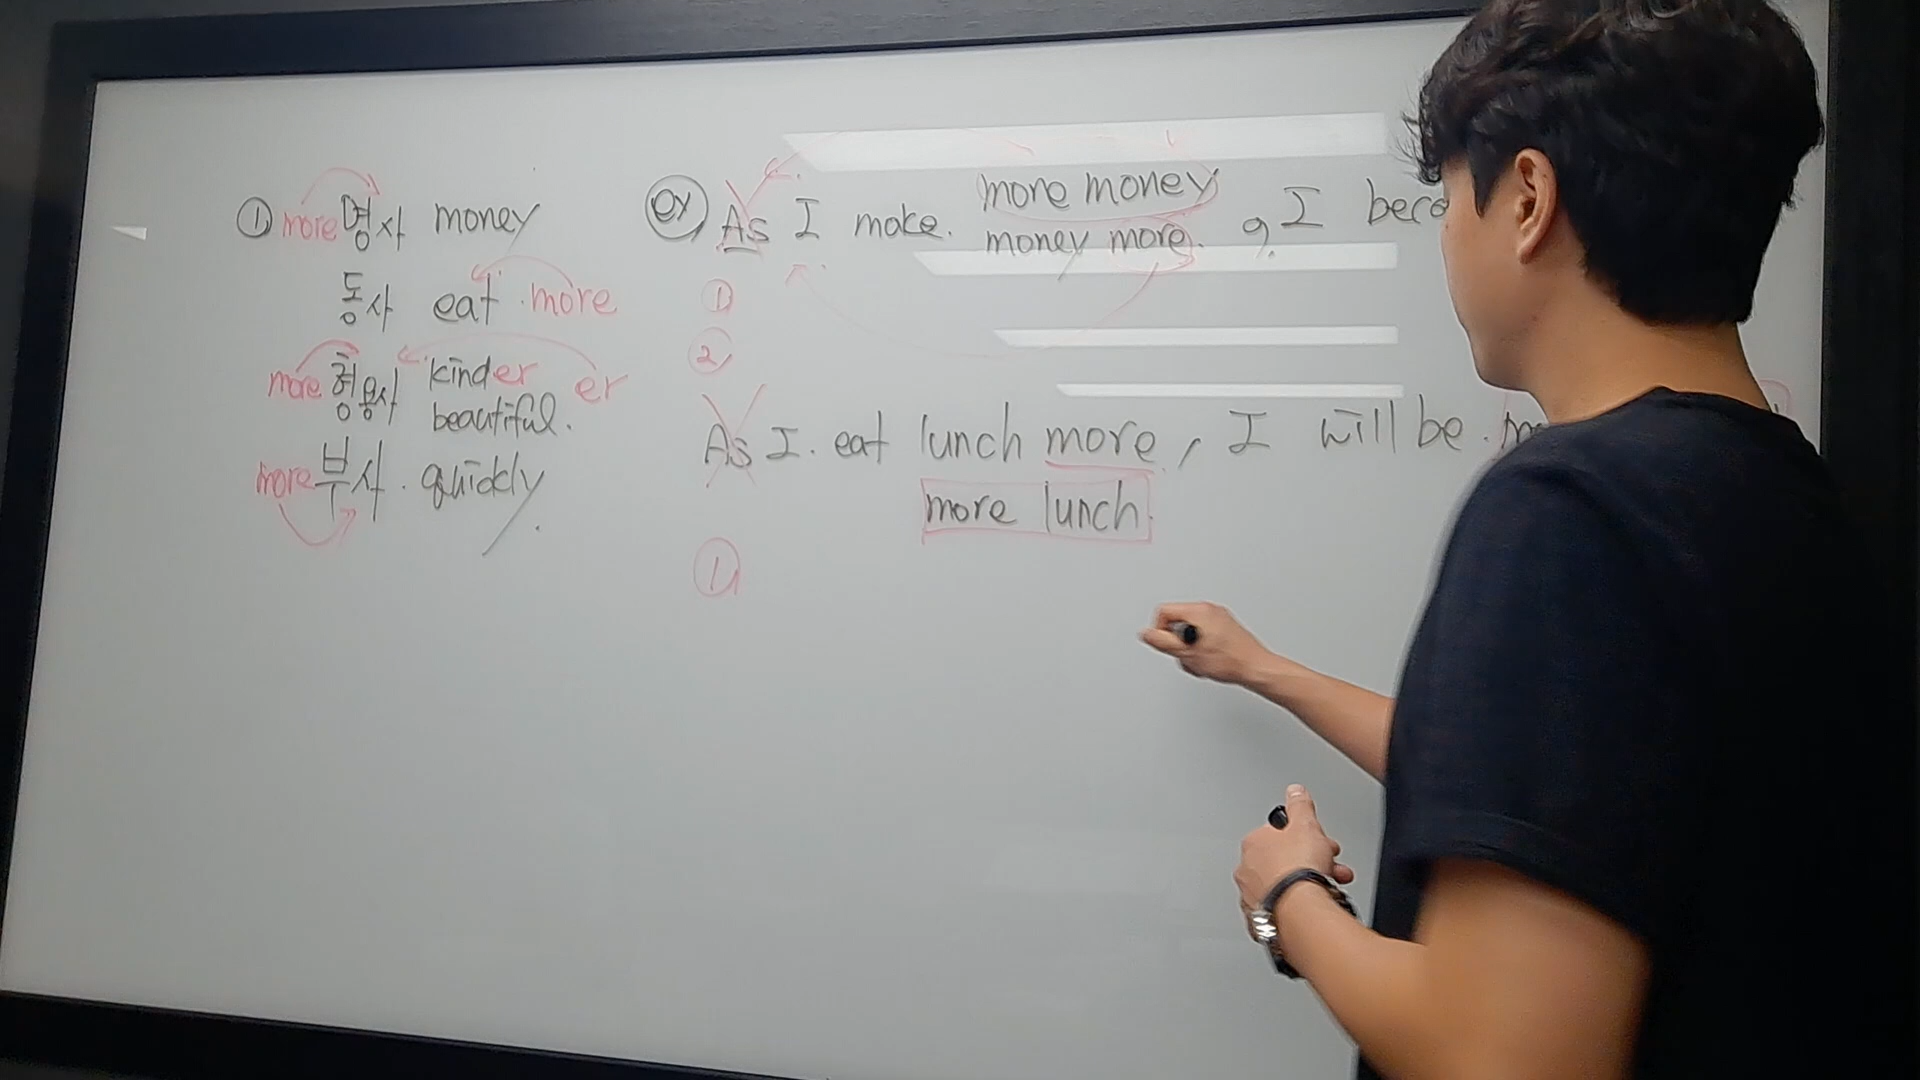 ① more 명사 money
동사 eat more
more 형용사 kinder er
beautiful.
more 부사. quickly
ex) As I make. more money , I beco
money more.
①
②
As I. eat lunch more, I will be.
more lunch.
①